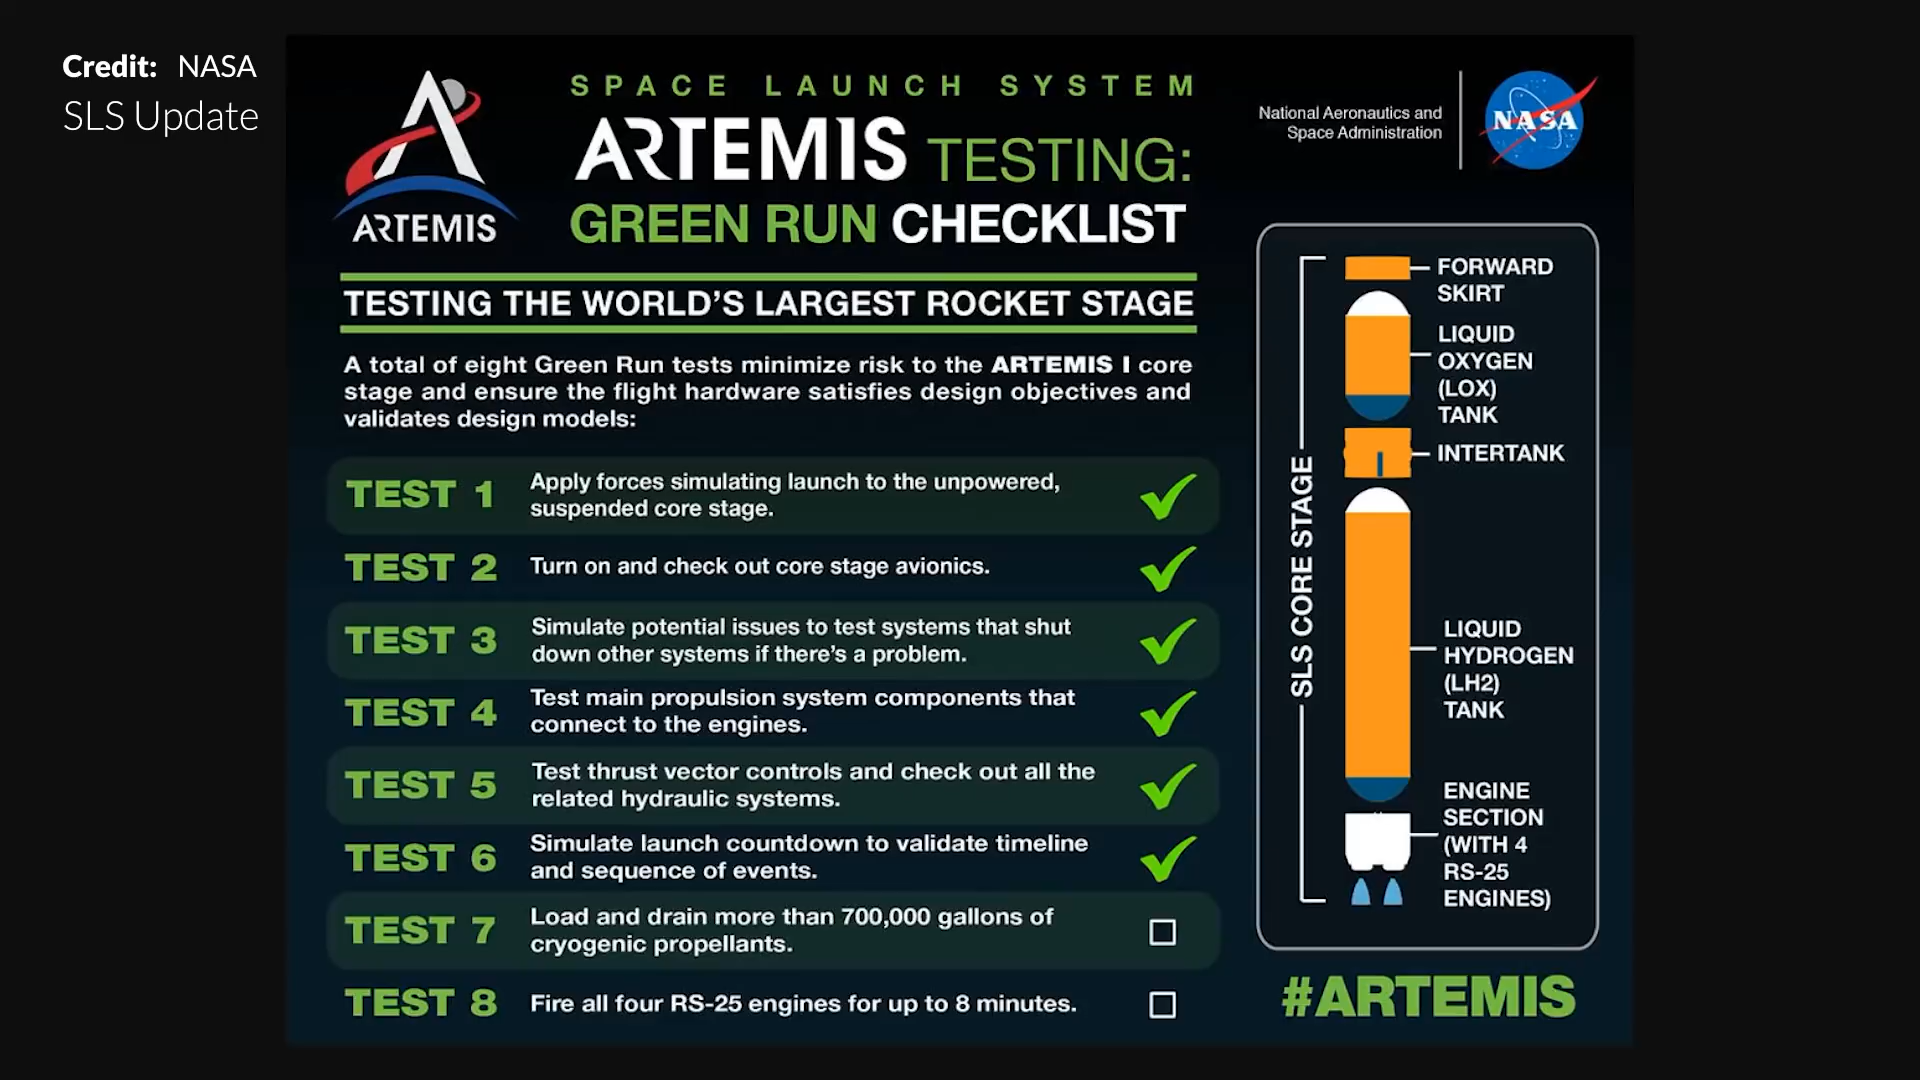 Credit: NASA
SLS Update
ARTEMIS
SPACE LAUNCH SYSTEM
ARTEMIS TESTING:
GREEN RUN CHECKLIST
National Aeronautics and
Space Administration
NASA
TESTING THE WORLD'S LARGEST ROCKET STAGE
A total of eight Green Run tests minimize risk to the ARTEMIS I core
stage and ensure the flight hardware satisfies design objectives and
validates design models:
TEST 1
Apply forces simulating launch to the unpowered,
suspended core stage.
TEST 2
Turn on and check out core stage avionics.
TEST 3
Simulate potential issues to test systems that shut
down other systems if there's a problem.
TEST 4
Test main propulsion system components that
connect to the engines.
TEST 5
Test thrust vector controls and check out all the
related hydraulic systems.
TEST 6
Simulate launch countdown to validate timeline
and sequence of events.
TEST 7
Load and drain more than 700,000 gallons of
cryogenic propellants.
TEST 8
Fire all four RS-25 engines for up to 8 minutes.
SLS CORE STAGE
FORWARD
SKIRT
LIQUID
OXYGEN
(LOX)
TANK
INTERTANK
LIQUID
HYDROGEN
(LH2)
TANK
ENGINE
SECTION
(WITH 4
RS-25
ENGINES)
#ARTEMIS